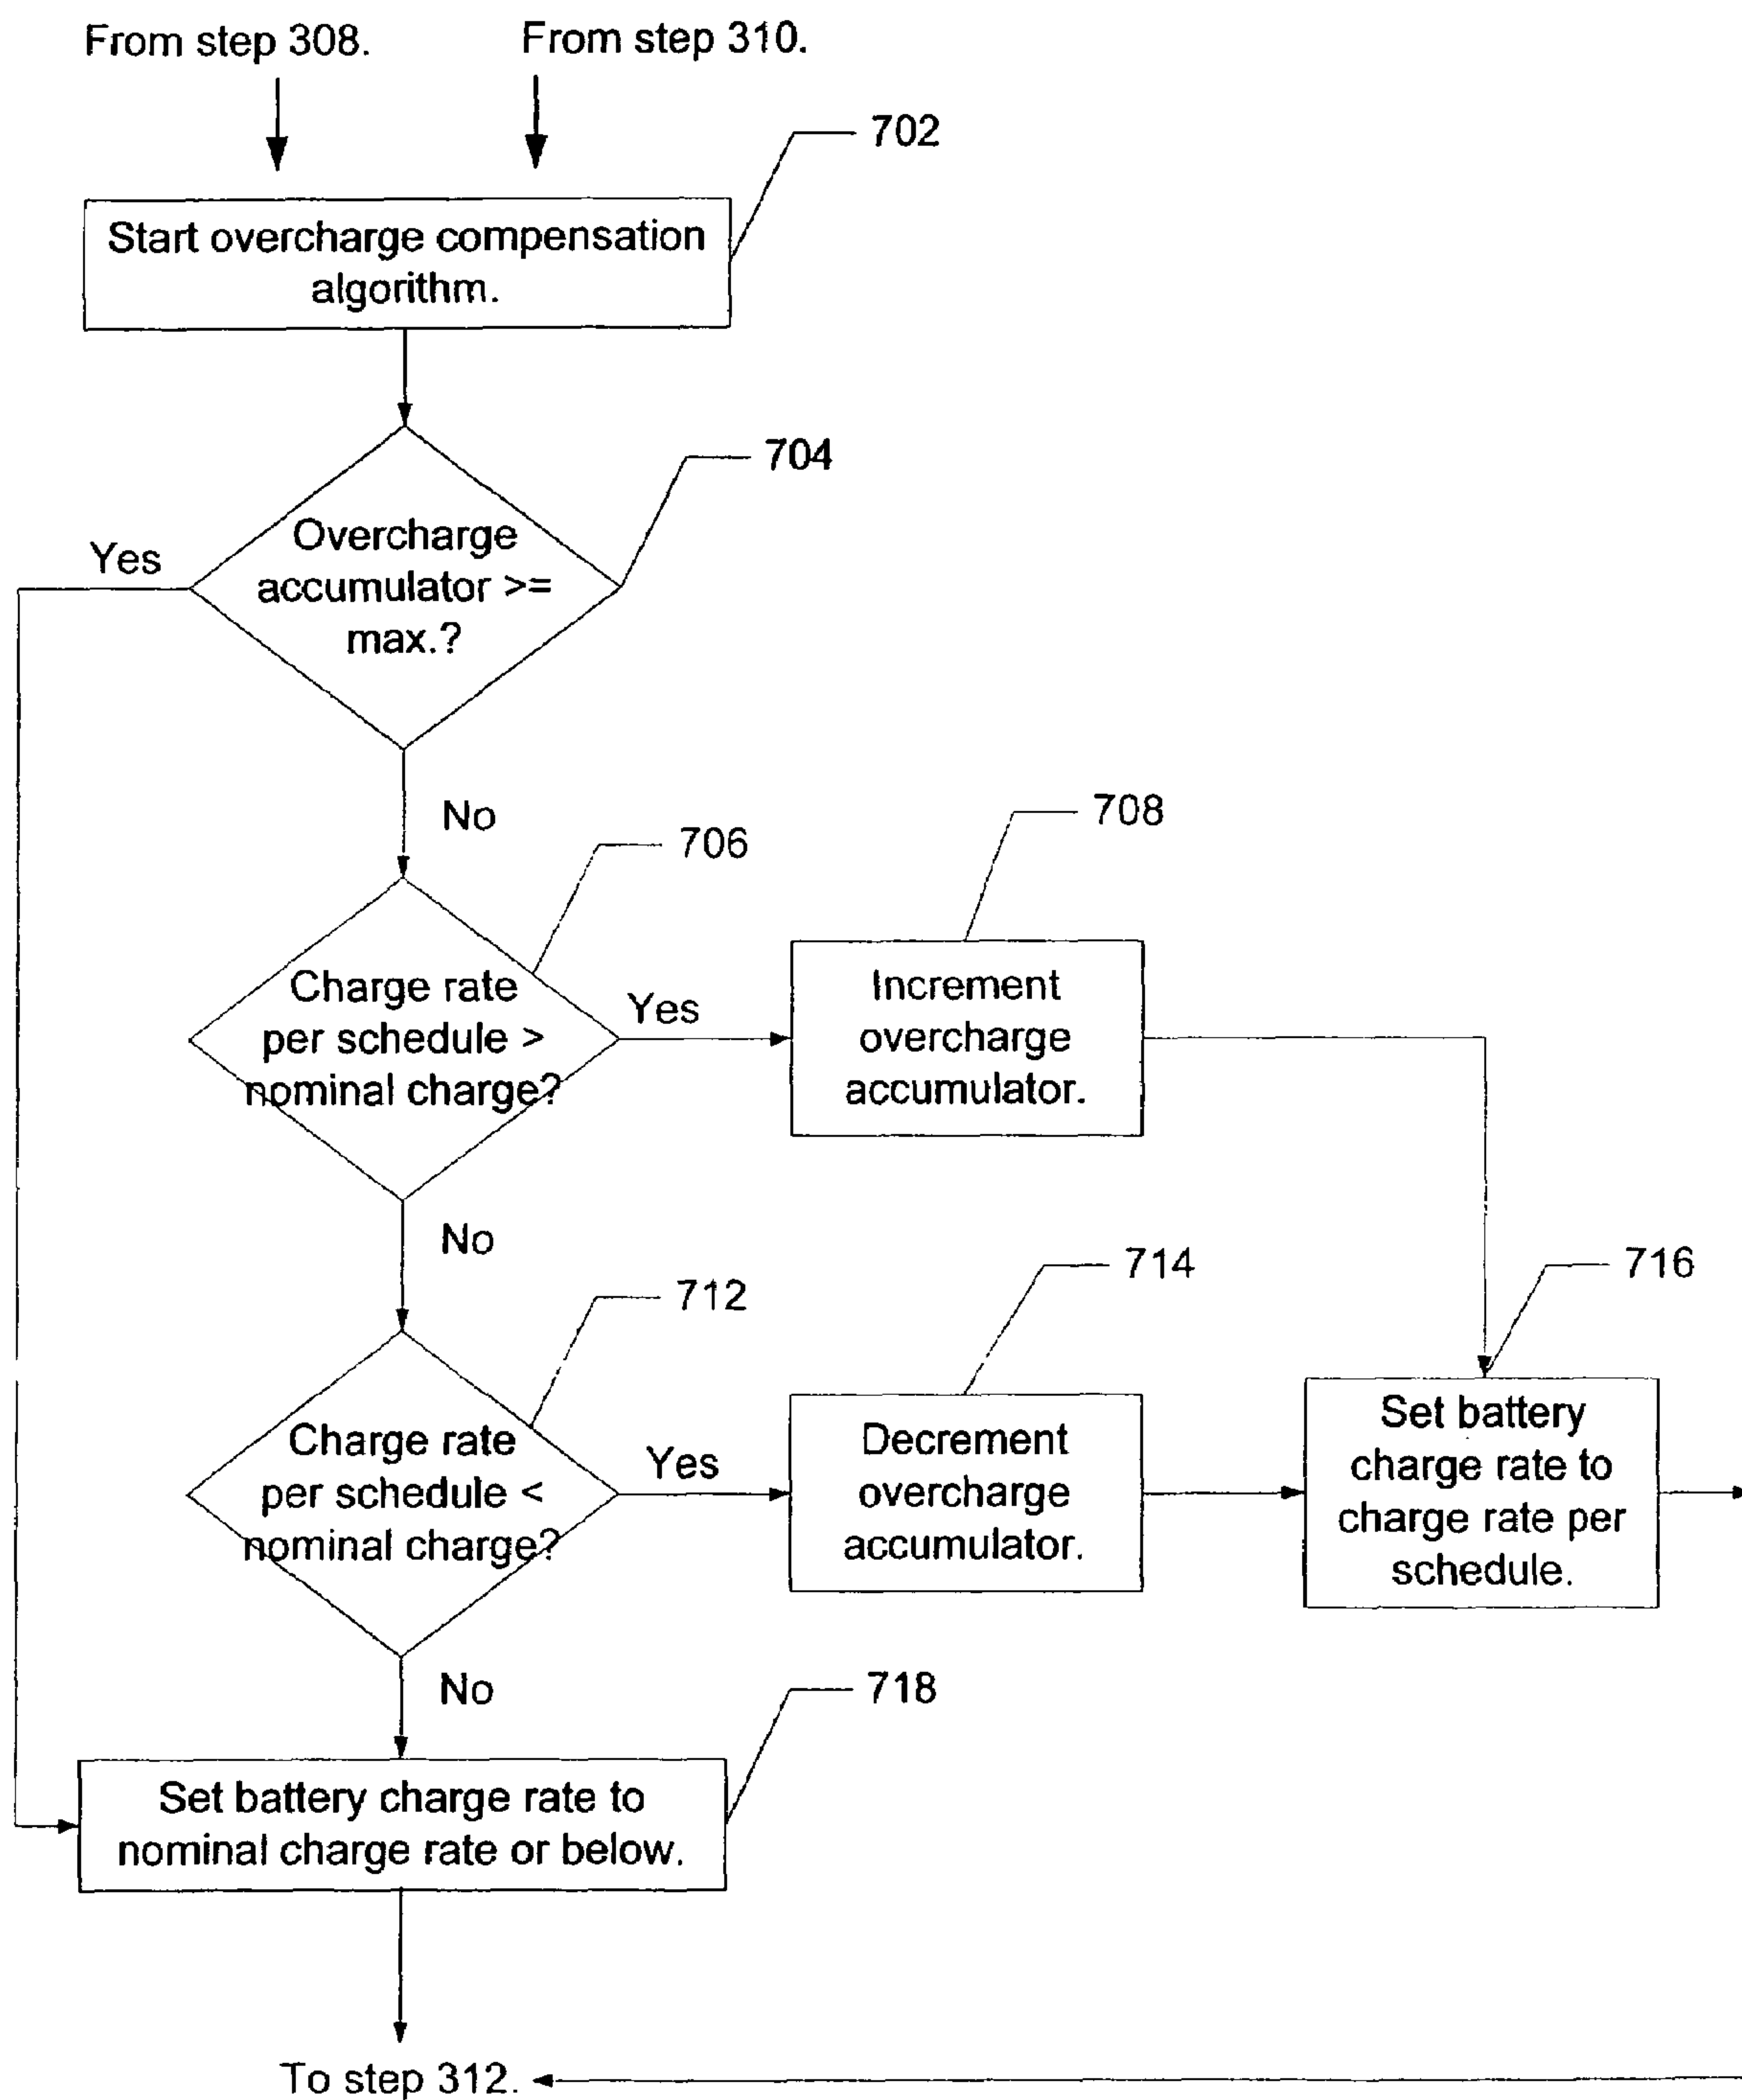 From step 308.
From step 310.
702
Start overcharge compensation
algorithm.
704
Overcharge
accumulator >=
max.?
Yes
No
706
708
Charge rate
per schedule >
nominal charge?
Yes
Increment
overcharge
accumulator.
No
712
714
716
Charge rate
per schedule <
nominal charge?
Yes
Decrement
overcharge
accumulator.
Set battery
charge rate to
charge rate per
schedule.
No
718
Set battery charge rate to
nominal charge rate or below.
To step 312.